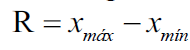 R = x_máx − x_mín